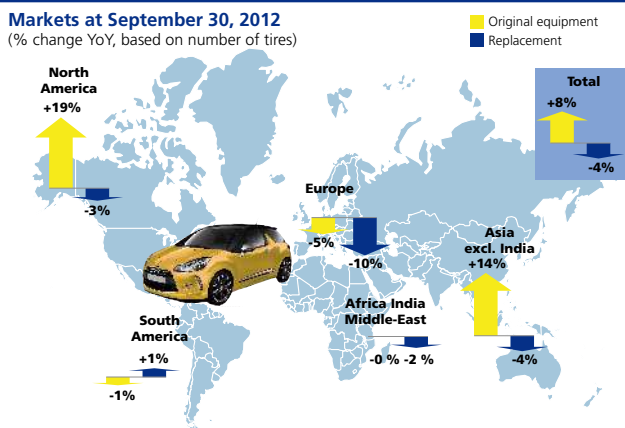 Markets at September 30, 2012
(% change YoY, based on number of tires)
Original equipment
Replacement
North
America
+19%
-3%
Total
+8%
-4%
Europe
-5%
-10%
Asia
excl. India
+14%
-4%
Africa India
Middle-East
-0 % -2 %
South
America
+1%
-1%